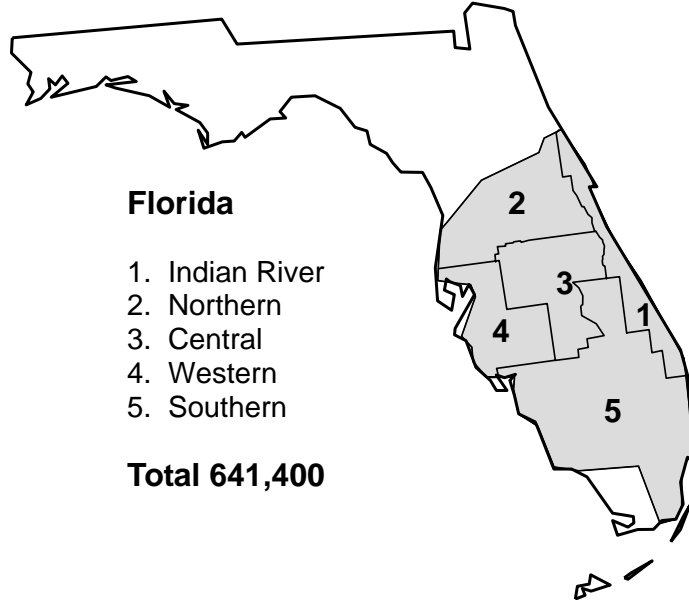 Florida
1. Indian River
2. Northern
3. Central
4. Western
5. Southern
Total 641,400
2
3
1
4
5